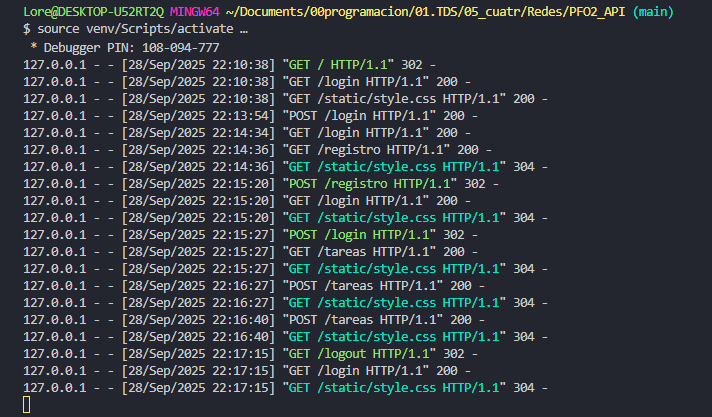 Lore@DESKTOP-U52RT2Q MINGW64 ~/Documents/00programacion/01.TDS/05_cuatr/Redes/PFO2_API (main)
$ source venv/Scripts/activate …
 * Debugger PIN: 108-094-777
127.0.0.1 - - [28/Sep/2025 22:10:38] "GET / HTTP/1.1" 302 -
127.0.0.1 - - [28/Sep/2025 22:10:38] "GET /login HTTP/1.1" 200 -
127.0.0.1 - - [28/Sep/2025 22:10:38] "GET /static/style.css HTTP/1.1" 200 -
127.0.0.1 - - [28/Sep/2025 22:13:54] "POST /login HTTP/1.1" 200 -
127.0.0.1 - - [28/Sep/2025 22:14:34] "GET /login HTTP/1.1" 200 -
127.0.0.1 - - [28/Sep/2025 22:14:36] "GET /registro HTTP/1.1" 200 -
127.0.0.1 - - [28/Sep/2025 22:14:36] "GET /static/style.css HTTP/1.1" 304 -
127.0.0.1 - - [28/Sep/2025 22:15:20] "POST /registro HTTP/1.1" 302 -
127.0.0.1 - - [28/Sep/2025 22:15:20] "GET /login HTTP/1.1" 200 -
127.0.0.1 - - [28/Sep/2025 22:15:20] "GET /static/style.css HTTP/1.1" 304 -
127.0.0.1 - - [28/Sep/2025 22:15:27] "POST /login HTTP/1.1" 302 -
127.0.0.1 - - [28/Sep/2025 22:15:27] "GET /tareas HTTP/1.1" 200 -
127.0.0.1 - - [28/Sep/2025 22:15:27] "GET /static/style.css HTTP/1.1" 304 -
127.0.0.1 - - [28/Sep/2025 22:16:27] "POST /tareas HTTP/1.1" 200 -
127.0.0.1 - - [28/Sep/2025 22:16:27] "GET /static/style.css HTTP/1.1" 304 -
127.0.0.1 - - [28/Sep/2025 22:16:40] "POST /tareas HTTP/1.1" 200 -
127.0.0.1 - - [28/Sep/2025 22:16:40] "GET /static/style.css HTTP/1.1" 304 -
127.0.0.1 - - [28/Sep/2025 22:17:15] "GET /logout HTTP/1.1" 302 -
127.0.0.1 - - [28/Sep/2025 22:17:15] "GET /login HTTP/1.1" 200 -
127.0.0.1 - - [28/Sep/2025 22:17:15] "GET /static/style.css HTTP/1.1" 304 -